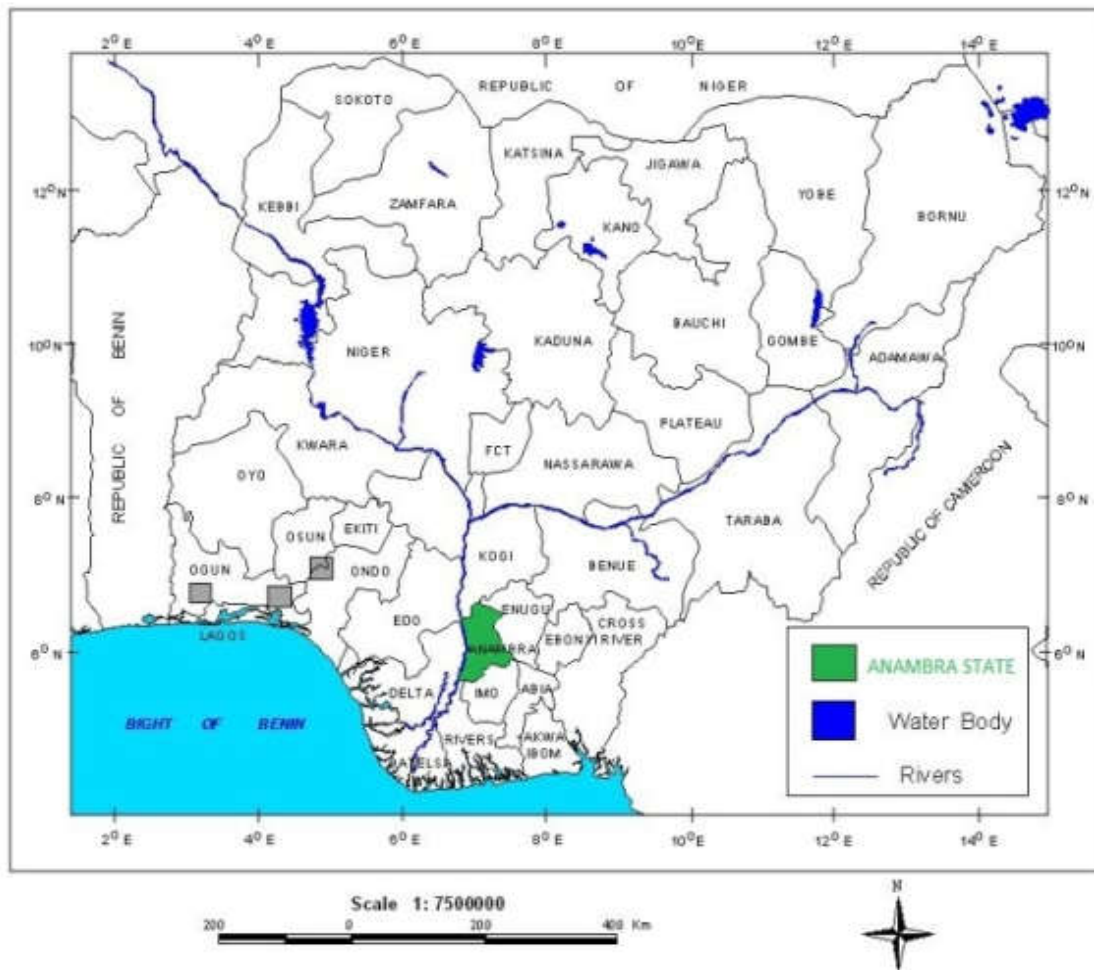 2° E 4° E 6° E 8° E 10° E 12° E 14° E
REPUBLIC OF NIGER
SOKOTO
KATSINA
JIGAWA
12° N
12° N
YOBE
KEBBI
ZAMFARA
BORNU
KANO
REPUBLIC OF BENIN
BAUCHI
10° N
10° N
NIGER
KADUNA
GOMBE
ADAMAWA
PLATEAU
KWARA
FCT
NASSARAWA
OYO
8° N
8° N
TARABA
REPUBLIC OF CAMEROON
OSUN
EKITI
KOGI
OGUN
ONDO
BENUE
EDO
ENUGU
CROSS
RIVER
EBONYI
LAGOS
ANAMBRA
6° N
6° N
DELTA
IMO
ABIA
BIGHT OF BENIN
RIVERS
AKWA
IBOM
ANAMBRA STATE
Water Body
Rivers
2° E 4° E 6° E 8° E 10° E 12° E 14° E
Scale 1: 7500000
200 0 200 400 Km
N